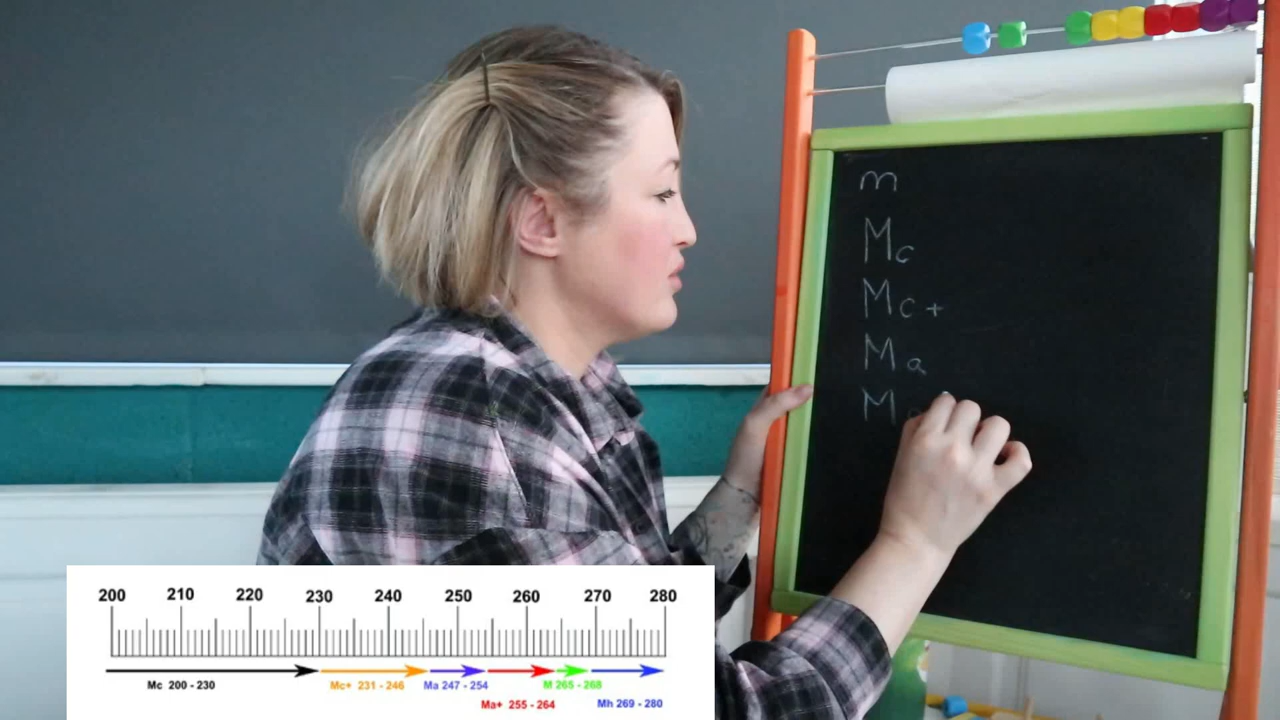 m
Mc
Mc+
Ma
M
200 210 220 230 240 250 260 270 280
Mc 200 - 230 Mc+ 231 - 246 Ma 247 - 254 M 265 - 268
Ma+ 255 - 264 Mh 269 - 280